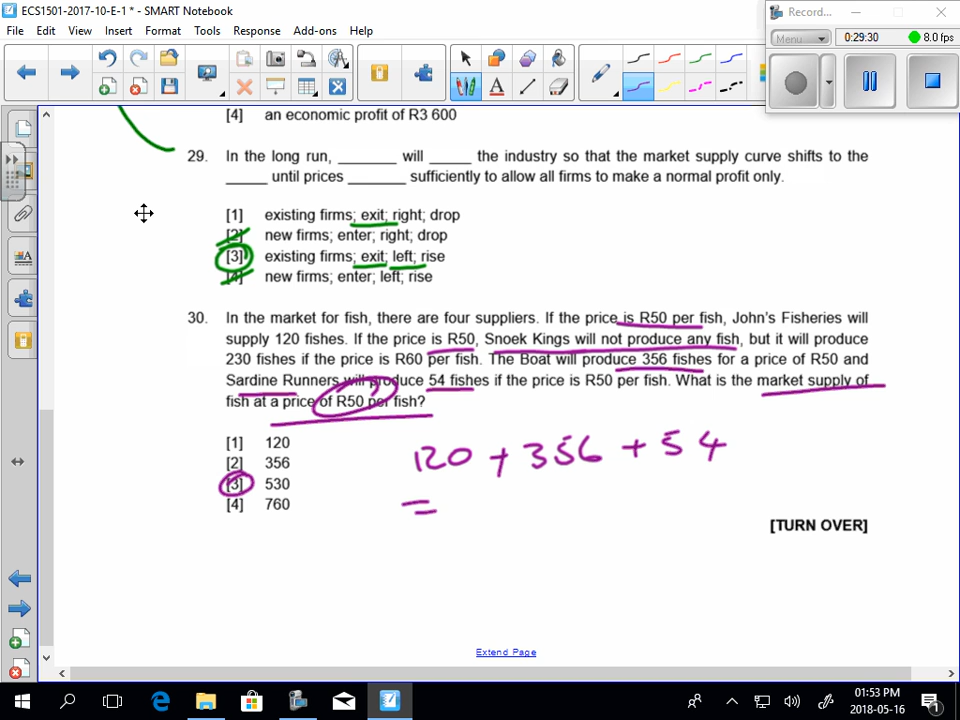 ECS1501-2017-10-E-1 * - SMART Notebook
File Edit View Insert Format Tools Response Add-ons Help
Record...
Menu 0:29:30 8.0 fps
[4] an economic profit of R3 600
29. In the long run, _______ will _____ the industry so that the market supply curve shifts to the
_____ until prices _______ sufficiently to allow all firms to make a normal profit only.
[1] existing firms; exit; right; drop
[2] new firms; enter; right; drop
[3] existing firms; exit; left; rise
[4] new firms; enter; left; rise
30. In the market for fish, there are four suppliers. If the price is R50 per fish, John's Fisheries will
supply 120 fishes. If the price is R50, Snoek Kings will not produce any fish, but it will produce
230 fishes if the price is R60 per fish. The Boat will produce 356 fishes for a price of R50 and
Sardine Runners will produce 54 fishes if the price is R50 per fish. What is the market supply of
fish at a price of R50 per fish?
[1] 120
[2] 356
[3] 530
[4] 760
120 + 356 + 54
=
[TURN OVER]
Extend Page
01:53 PM
2018-05-16
1